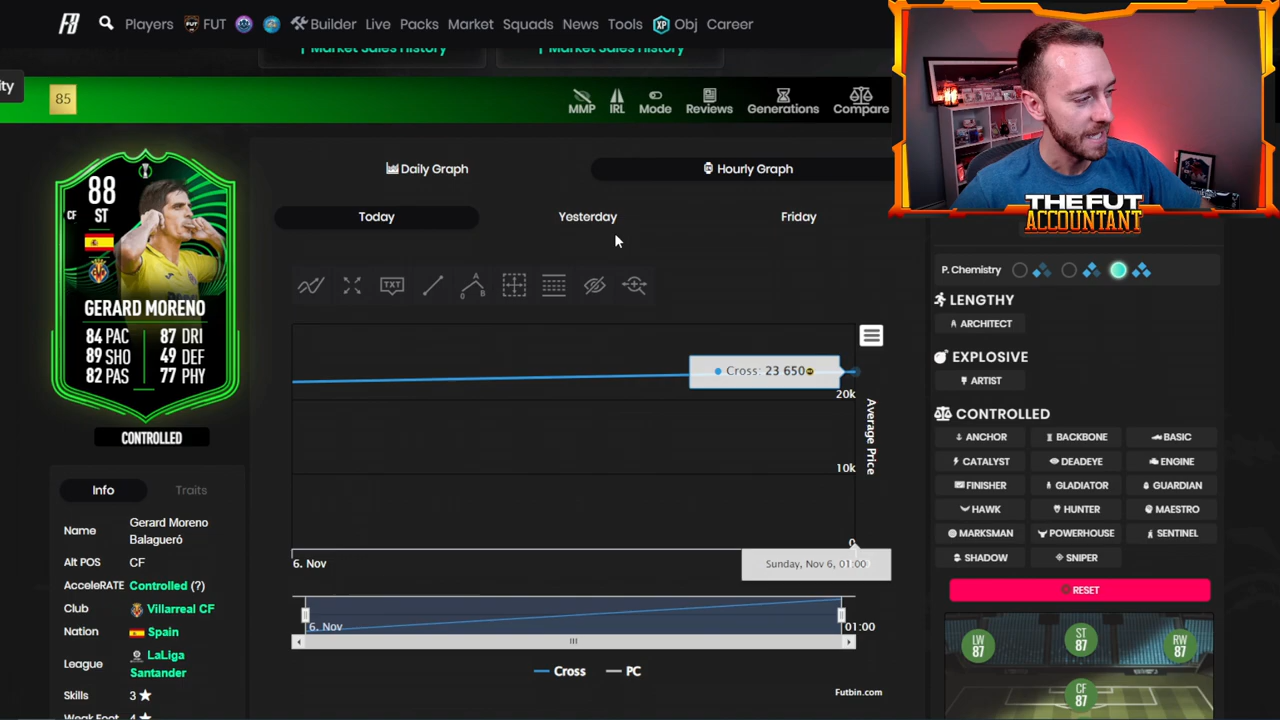 Players FUT Builder Live Packs Market Squads News Tools XP Obj Career
Market Sales History Market Sales History
ity
85 MMP IRL Mode Reviews Generations Compare
THE FUT
ACCOUNTANT
88
CF ST
GERARD MORENO
84 PAC 87 DRI
89 SHO 49 DEF
82 PAS 77 PHY
CONTROLLED
Info Traits
Name Gerard Moreno Balagueró
Alt POS CF
AcceleRATE Controlled (?)
Club Villarreal CF
Nation Spain
League LaLiga Santander
Skills 3
4
Daily Graph Hourly Graph
Today Yesterday Friday
TXT
Cross: 23 650
20k
10k
0
Average Price
6. Nov
Sunday, Nov 6, 01:00
6. Nov 01:00
Cross PC
Futbin.com
P. Chemistry
LENGTHY
ARCHITECT
EXPLOSIVE
ARTIST
CONTROLLED
ANCHOR BACKBONE BASIC
CATALYST DEADEYE ENGINE
FINISHER GLADIATOR GUARDIAN
HAWK HUNTER MAESTRO
MARKSMAN POWERHOUSE SENTINEL
SHADOW SNIPER
RESET
LW 87
ST 87
RW 87
CF 87